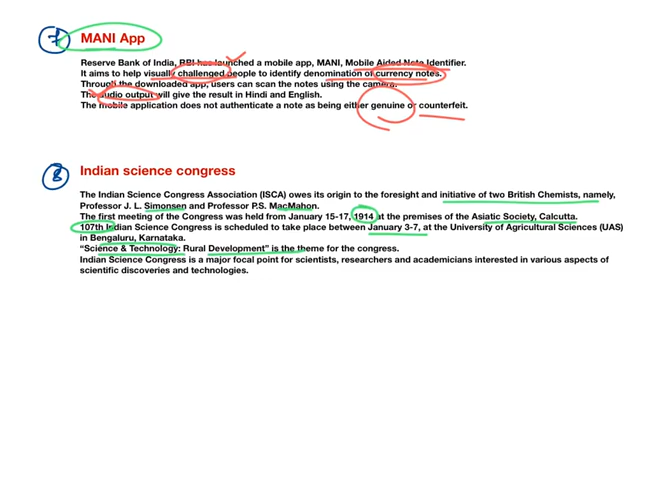 7 MANI App
Reserve Bank of India, RBI has launched a mobile app, MANI, Mobile Aided Note Identifier.
It aims to help visually challenged people to identify denomination of currency notes.
Through the downloaded app, users can scan the notes using the camera.
The audio output will give the result in Hindi and English.
The mobile application does not authenticate a note as being either genuine or counterfeit.
8 Indian science congress
The Indian Science Congress Association (ISCA) owes its origin to the foresight and initiative of two British Chemists, namely,
Professor J. L. Simonsen and Professor P.S. MacMahon.
The first meeting of the Congress was held from January 15-17, 1914 at the premises of the Asiatic Society, Calcutta.
107th Indian Science Congress is scheduled to take place between January 3-7, at the University of Agricultural Sciences (UAS)
in Bengaluru, Karnataka.
“Science & Technology: Rural Development” is the theme for the congress.
Indian Science Congress is a major focal point for scientists, researchers and academicians interested in various aspects of
scientific discoveries and technologies.